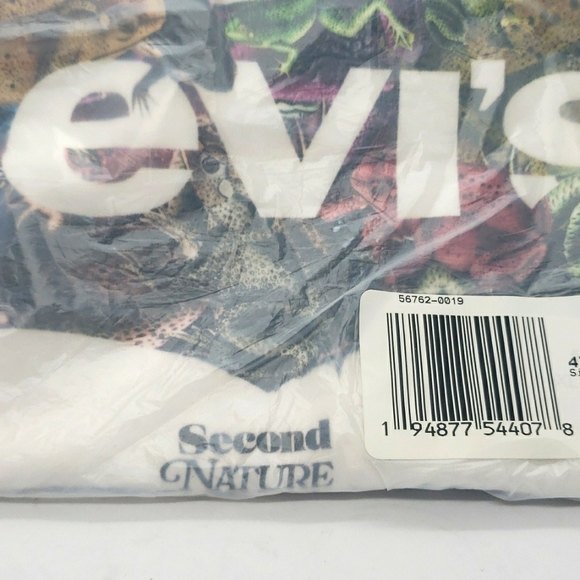 evi's
56762-0019
1 94877 54407 8
Second
NATURE